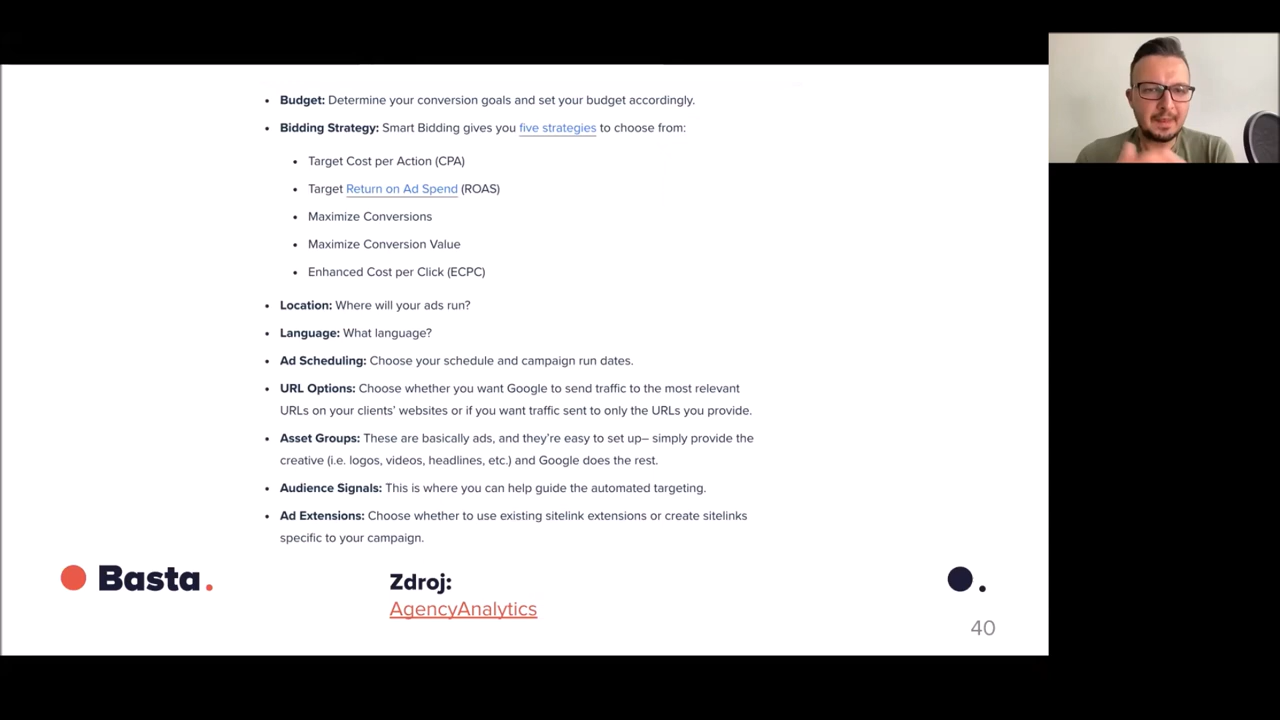 • Budget: Determine your conversion goals and set your budget accordingly.
• Bidding Strategy: Smart Bidding gives you five strategies to choose from:
• Target Cost per Action (CPA)
• Target Return on Ad Spend (ROAS)
• Maximize Conversions
• Maximize Conversion Value
• Enhanced Cost per Click (ECPC)
• Location: Where will your ads run?
• Language: What language?
• Ad Scheduling: Choose your schedule and campaign run dates.
• URL Options: Choose whether you want Google to send traffic to the most relevant
URLs on your clients’ websites or if you want traffic sent to only the URLs you provide.
• Asset Groups: These are basically ads, and they’re easy to set up– simply provide the
creative (i.e. logos, videos, headlines, etc.) and Google does the rest.
• Audience Signals: This is where you can help guide the automated targeting.
• Ad Extensions: Choose whether to use existing sitelink extensions or create sitelinks
specific to your campaign.
Basta.
Zdroj:
AgencyAnalytics
40